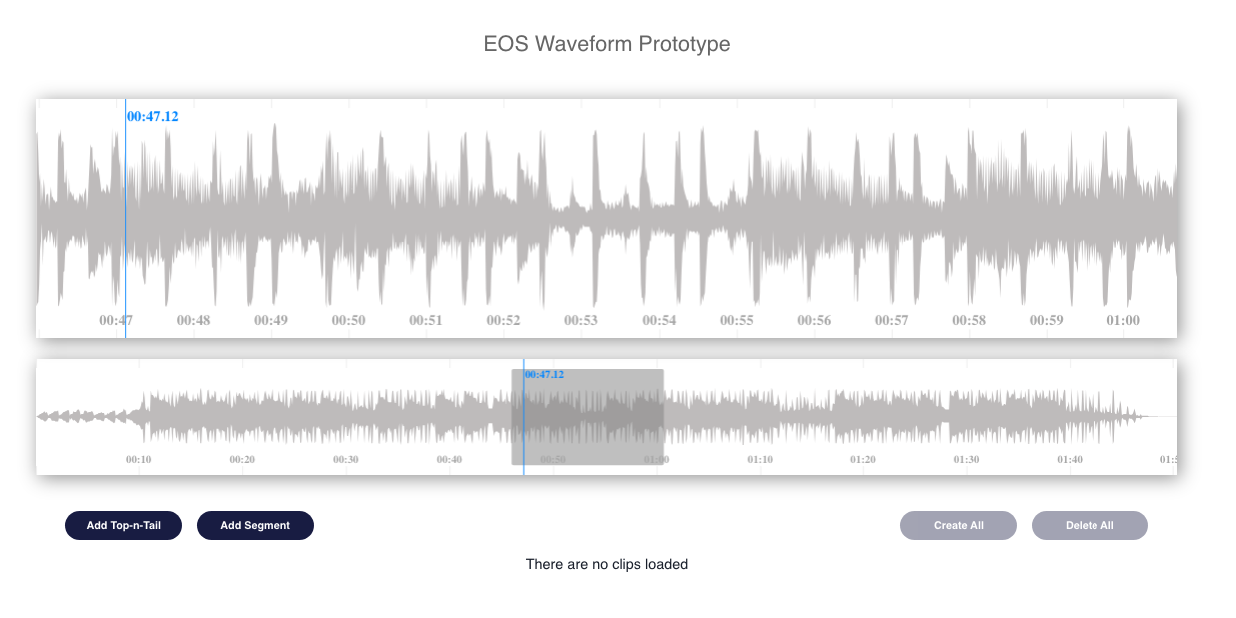 EOS Waveform Prototype
00:47.12
00:47 00:48 00:49 00:50 00:51 00:52 00:53 00:54 00:55 00:56 00:57 00:58 00:59 01:00
00:47.12
00:10 00:20 00:30 00:40 00:50 01:00 01:10 01:20 01:30 01:40
Add Top-n-Tail Add Segment Create All Delete All
There are no clips loaded